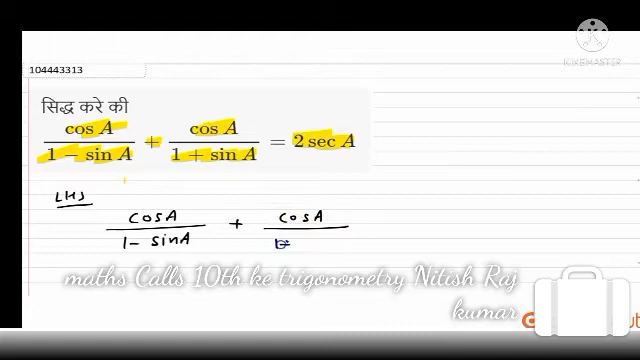 KINEMASTER
104443313
सिद्ध करे की
cos A / 1 − sin A + cos A / 1 + sin A = 2 sec A
LHS
cosA / 1 − sinA + cosA / 1
maths Calls 10th ke trigonometry Nitish Raj
kumar